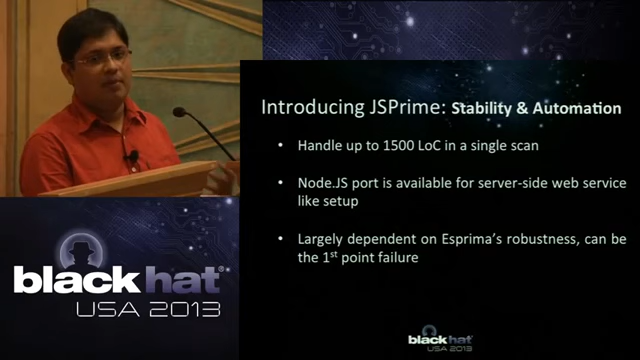 Introducing JSPrime: Stability & Automation
• Handle up to 1500 LoC in a single scan
• Node.JS port is available for server-side web service
like setup
• Largely dependent on Esprima's robustness, can be
the 1st point failure
black hat®
USA 2013
black hat
USA 2013